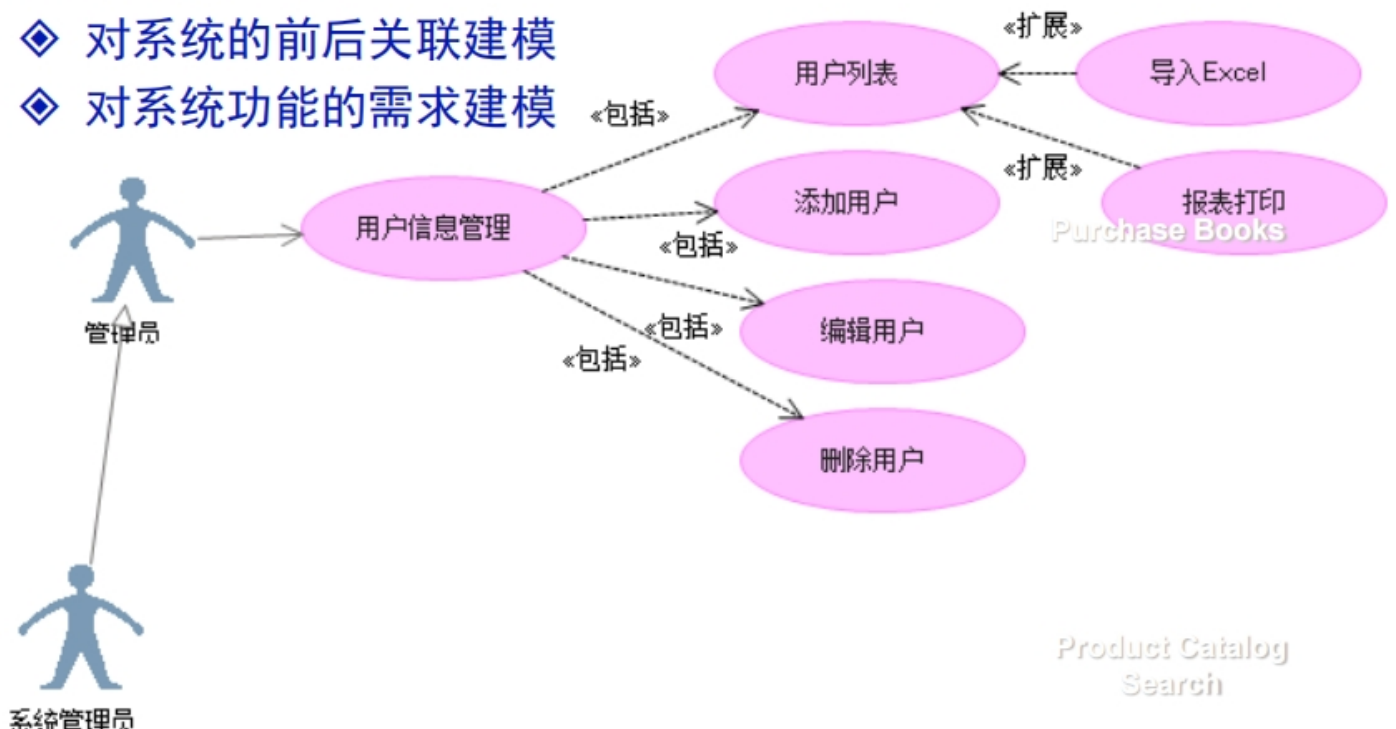 对系统的前后关联建模
对系统功能的需求建模
«扩展»
用户列表
导入Excel
«包括»
«扩展»
添加用户
报表打印
Purchase Books
用户信息管理
«包括»
管理员
«包括»
编辑用户
«包括»
删除用户
Product Catalog
Search
系统管理员